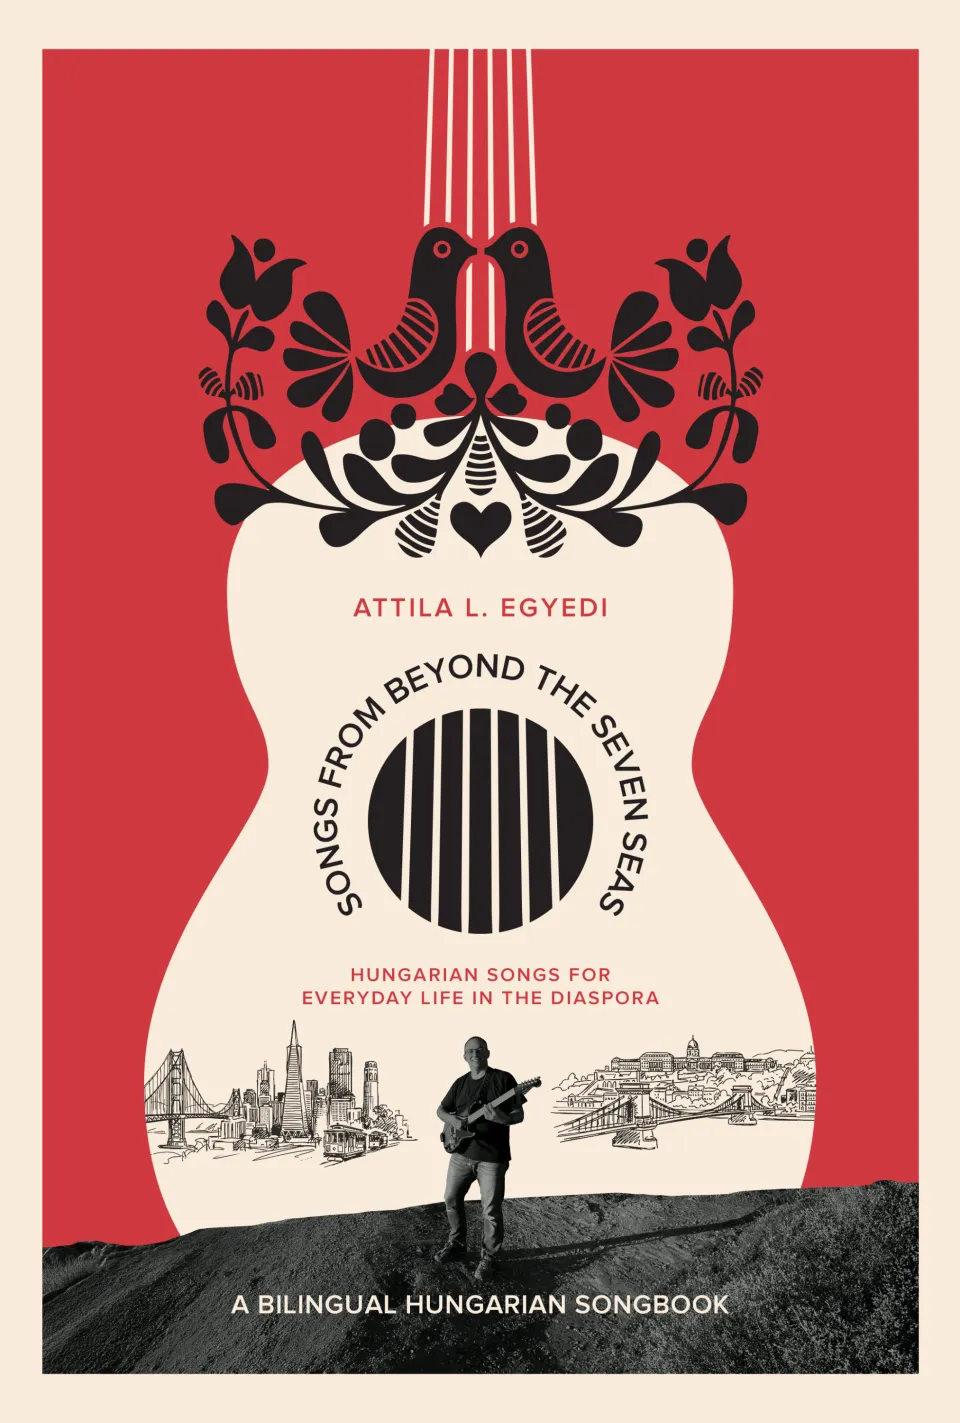 ATTILA L. EGYEDI
SONGS FROM BEYOND THE SEVEN SEAS
HUNGARIAN SONGS FOR
EVERYDAY LIFE IN THE DIASPORA
A BILINGUAL HUNGARIAN SONGBOOK